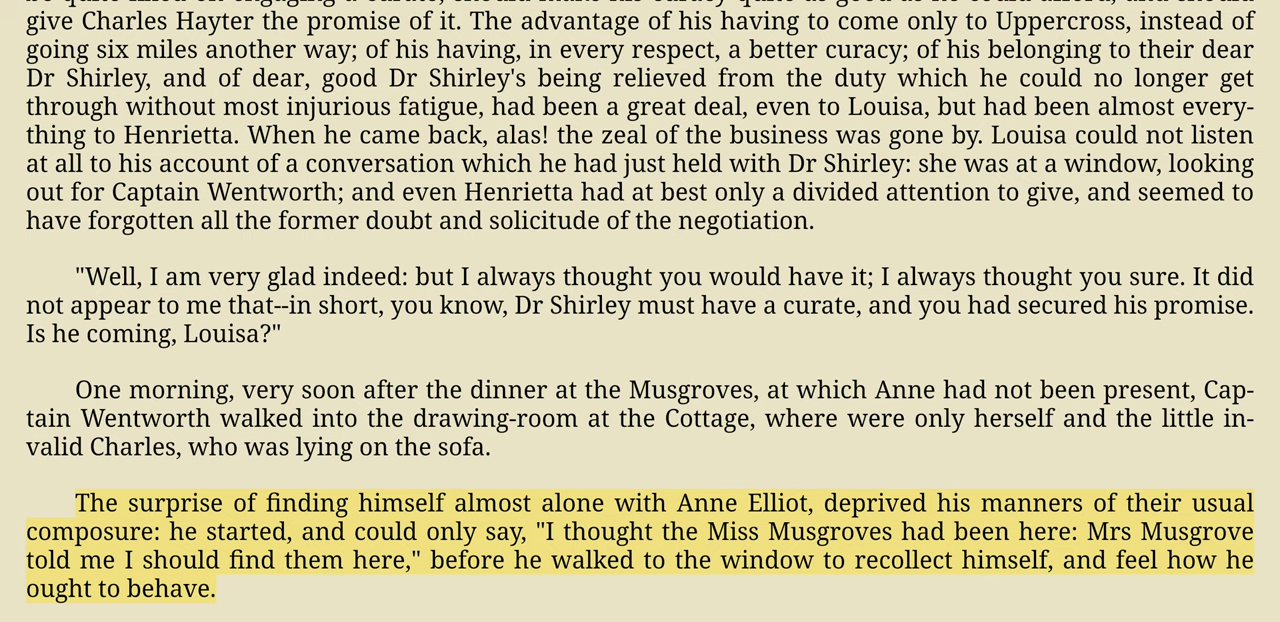 give Charles Hayter the promise of it. The advantage of his having to come only to Uppercross, instead of
going six miles another way; of his having, in every respect, a better curacy; of his belonging to their dear
Dr Shirley, and of dear, good Dr Shirley's being relieved from the duty which he could no longer get
through without most injurious fatigue, had been a great deal, even to Louisa, but had been almost every-
thing to Henrietta. When he came back, alas! the zeal of the business was gone by. Louisa could not listen
at all to his account of a conversation which he had just held with Dr Shirley: she was at a window, looking
out for Captain Wentworth; and even Henrietta had at best only a divided attention to give, and seemed to
have forgotten all the former doubt and solicitude of the negotiation.
"Well, I am very glad indeed: but I always thought you would have it; I always thought you sure. It did
not appear to me that--in short, you know, Dr Shirley must have a curate, and you had secured his promise.
Is he coming, Louisa?"
One morning, very soon after the dinner at the Musgroves, at which Anne had not been present, Cap-
tain Wentworth walked into the drawing-room at the Cottage, where were only herself and the little in-
valid Charles, who was lying on the sofa.
The surprise of finding himself almost alone with Anne Elliot, deprived his manners of their usual
composure: he started, and could only say, "I thought the Miss Musgroves had been here: Mrs Musgrove
told me I should find them here," before he walked to the window to recollect himself, and feel how he
ought to behave.